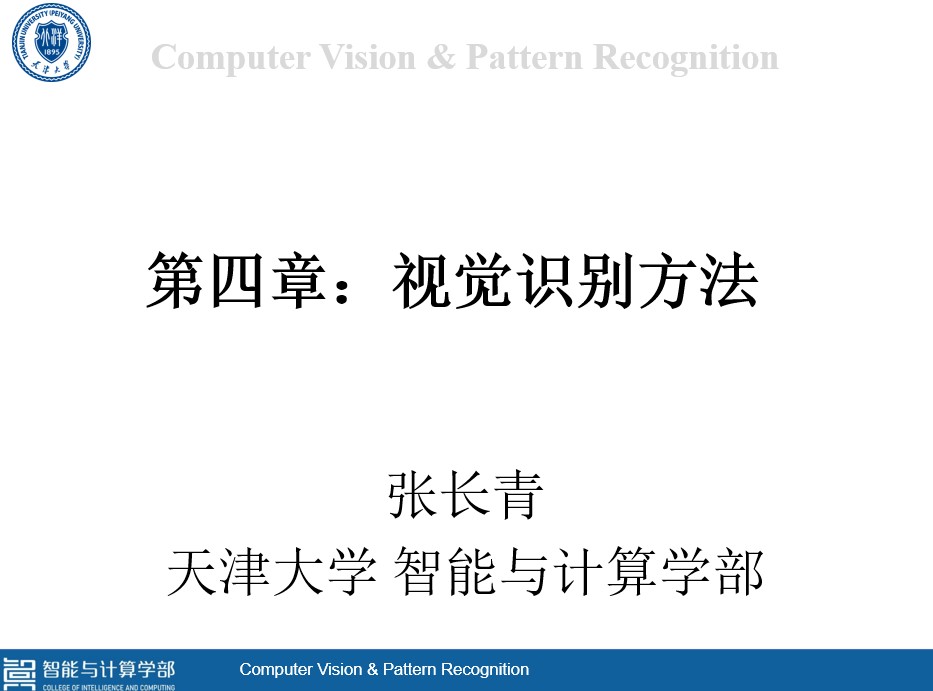 TIANJIN UNIVERSITY (PEIYANG UNIVERSITY)
北洋
1895
天津大学
Computer Vision & Pattern Recognition
第四章：视觉识别方法
张长青
天津大学 智能与计算学部
智能与计算学部
COLLEGE OF INTELLIGENCE AND COMPUTING
Computer Vision & Pattern Recognition